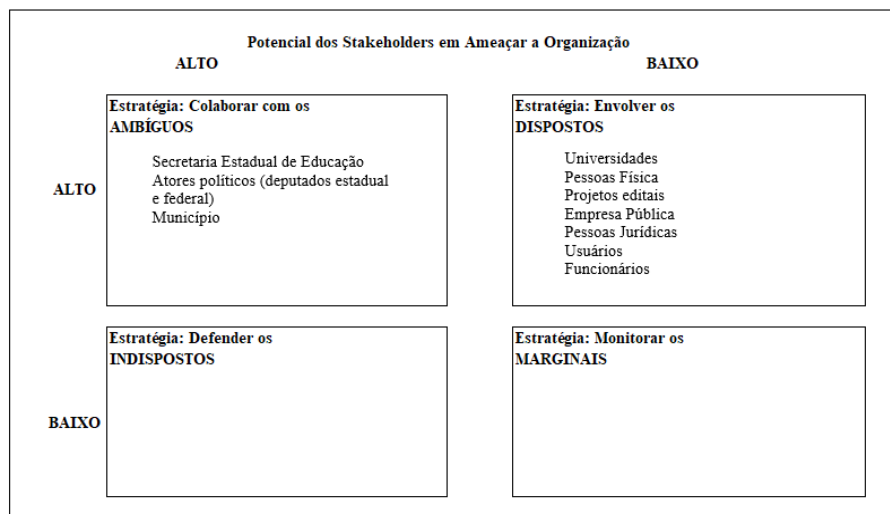 Potencial dos Stakeholders em Ameaçar a Organização
ALTO
BAIXO
ALTO
Estratégia: Colaborar com os
AMBÍGUOS
Secretaria Estadual de Educação
Atores políticos (deputados estadual
e federal)
Município
Estratégia: Envolver os
DISPOSTOS
Universidades
Pessoas Física
Projetos editais
Empresa Pública
Pessoas Jurídicas
Usuários
Funcionários
BAIXO
Estratégia: Defender os
INDISPOSTOS
Estratégia: Monitorar os
MARGINAIS